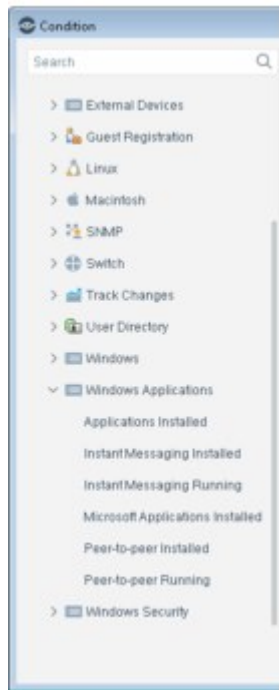 Condition
Search
External Devices
Guest Registration
Linux
Macintosh
SNMP
Switch
Track Changes
User Directory
Windows
Windows Applications
Applications Installed
Instant Messaging Installed
Instant Messaging Running
Microsoft Applications Installed
Peer-to-peer Installed
Peer-to-peer Running
Windows Security